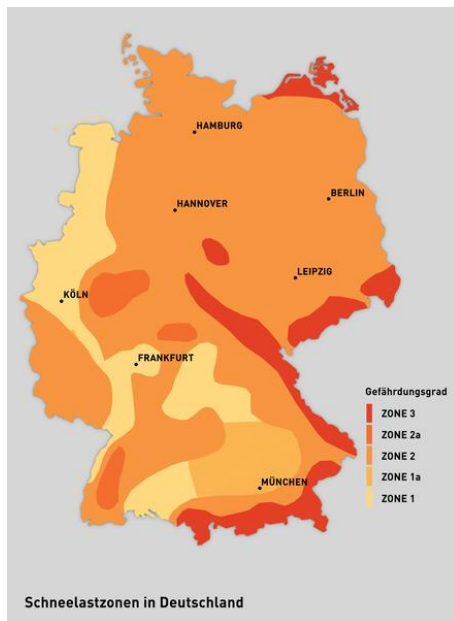 HAMBURG
BERLIN
HANNOVER
LEIPZIG
KÖLN
FRANKFURT
Gefährdungsgrad
ZONE 3
ZONE 2a
ZONE 2
ZONE 1a
ZONE 1
MÜNCHEN
Schneelastzonen in Deutschland